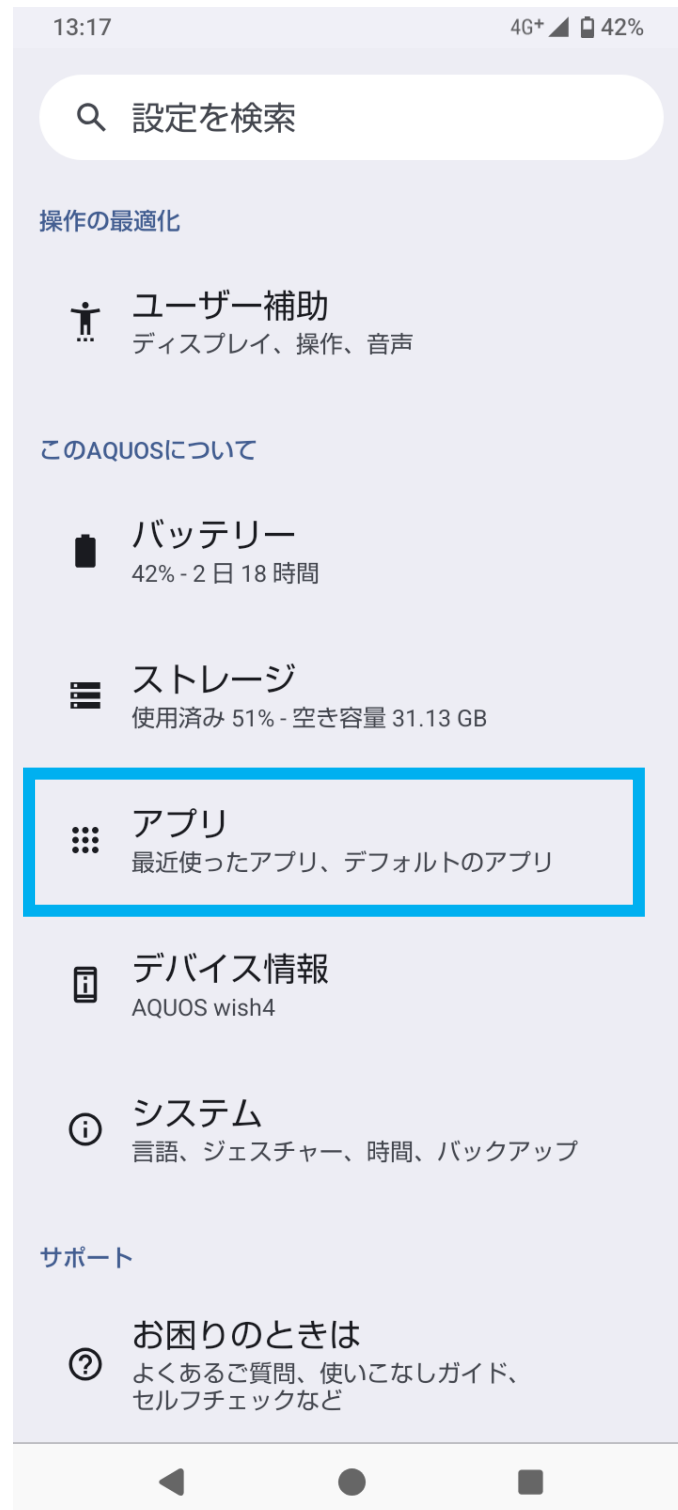 13:17 4G+ 42%
設定を検索
操作の最適化
ユーザー補助
ディスプレイ、操作、音声
このAQUOSについて
バッテリー
42% - 2 日 18 時間
ストレージ
使用済み 51% - 空き容量 31.13 GB
アプリ
最近使ったアプリ、デフォルトのアプリ
デバイス情報
AQUOS wish4
システム
言語、ジェスチャー、時間、バックアップ
サポート
お困りのときは
よくあるご質問、使いこなしガイド、
セルフチェックなど